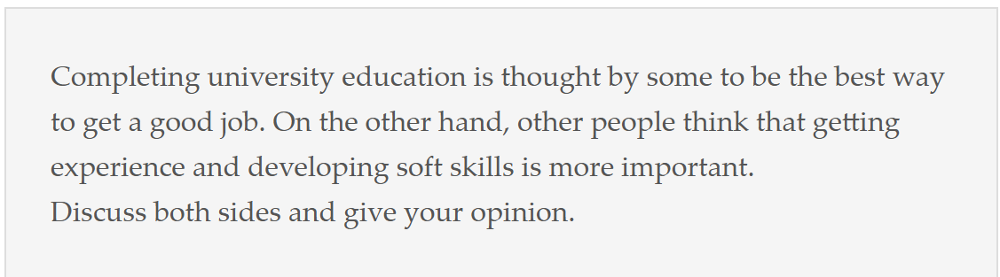 Completing university education is thought by some to be the best way
to get a good job. On the other hand, other people think that getting
experience and developing soft skills is more important.
Discuss both sides and give your opinion.